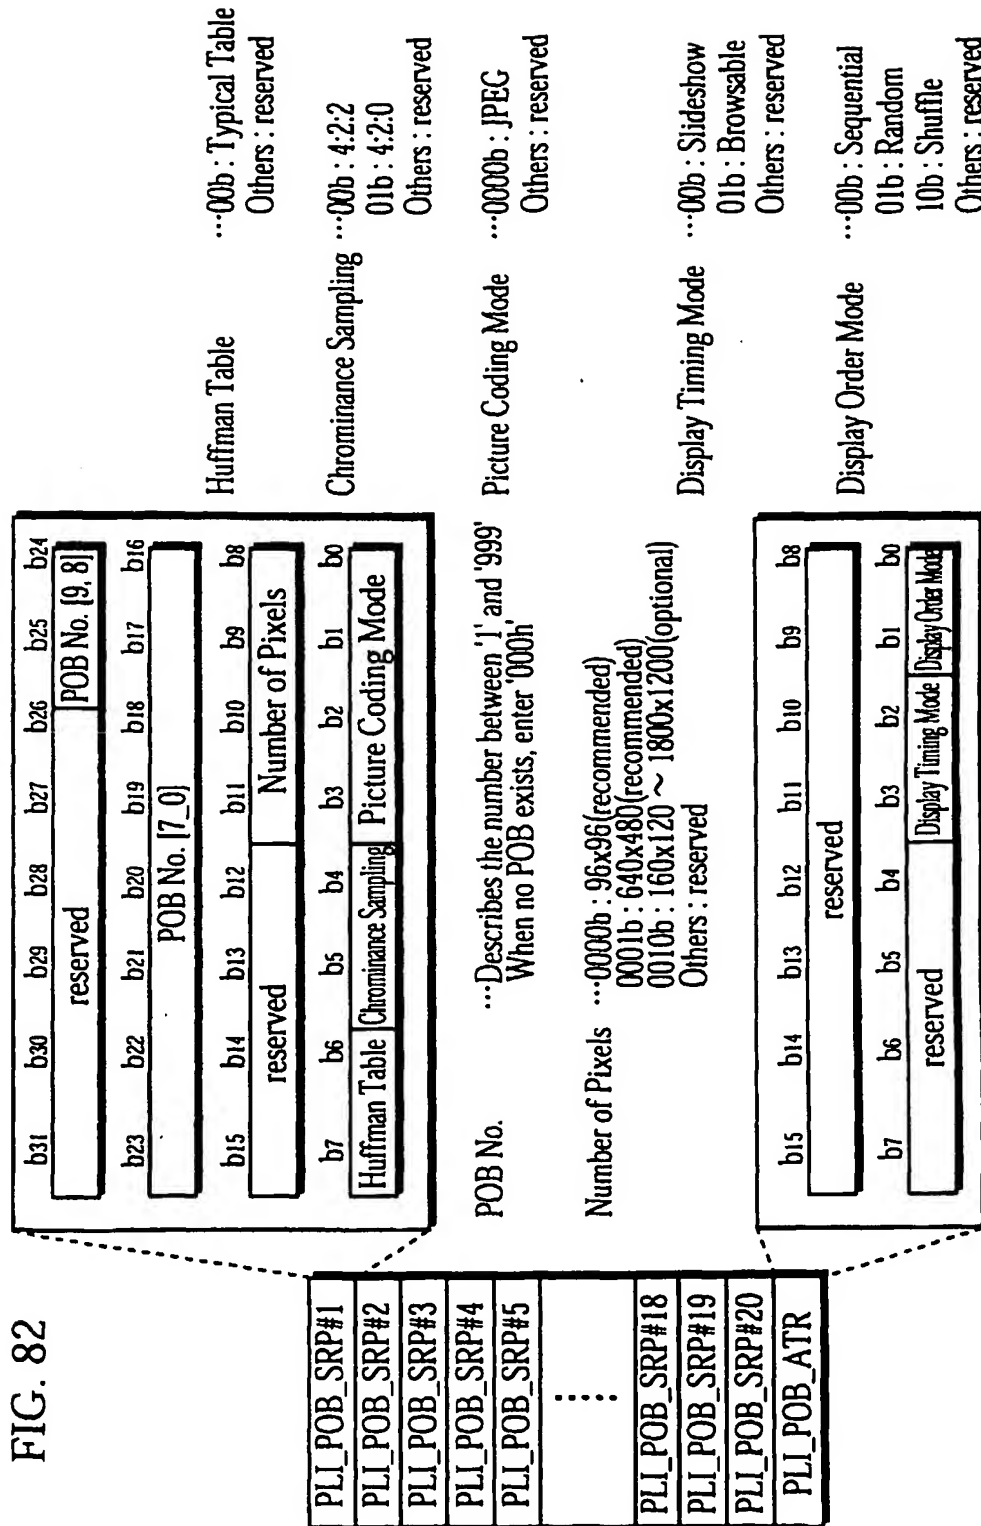 FIG. 82
PLI_POB_SRP#1
PLI_POB_SRP#2
PLI_POB_SRP#3
PLI_POB_SRP#4
PLI_POB_SRP#5
PLI_POB_SRP#18
PLI_POB_SRP#19
PLI_POB_SRP#20
PLI_POB_ATR
b31 b30 b29 b28 b27 b26 b25 b24
reserved POB No. [9, 8]
b23 b22 b21 b20 b19 b18 b17 b16
POB No. [7_0]
b15 b14 b13 b12 b11 b10 b9 b8
reserved Number of Pixels
b7 b6 b5 b4 b3 b2 b1 b0
Huffman Table Chrominance Sampling Picture Coding Mode
POB No. ···Describes the number between '1' and '999'
When no POB exists, enter '000h'
Number of Pixels ···0000b : 96x96(recommended)
0001b : 640x480(recommended)
0010b : 160x120 ~ 1800x1200(optional)
Others : reserved
b15 b14 b13 b12 b11 b10 b9 b8
reserved
b7 b6 b5 b4 b3 b2 b1 b0
reserved Display Timing Mode Display Order Mode
Huffman Table ···00b : Typical Table
Others : reserved
Chrominance Sampling ···00b : 4:2:2
01b : 4:2:0
Others : reserved
Picture Coding Mode ···0000b : JPEG
Others : reserved
Display Timing Mode ···00b : Slideshow
01b : Browsable
Others : reserved
Display Order Mode ···00b : Sequential
01b : Random
10b : Shuffle
Others : reserved